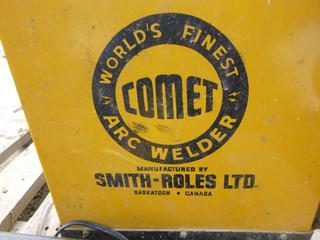 WORLD'S FINEST
COMET
ARC WELDER
MANUFACTURED BY
SMITH-ROLES LTD.
SASKATOON • CANADA